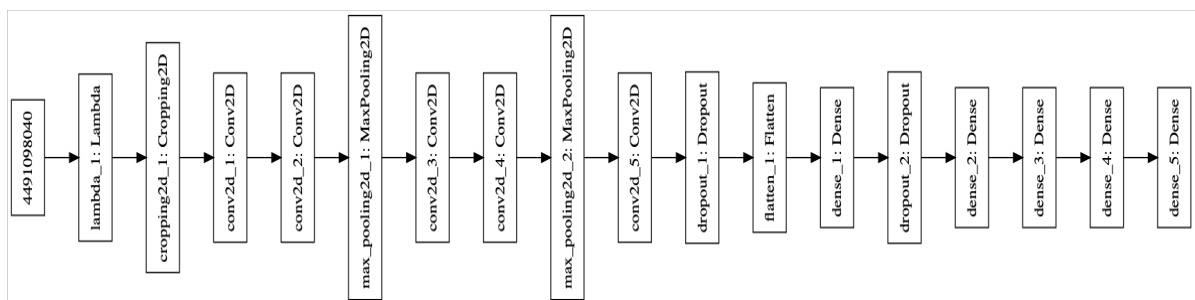 4491098040
lambda_1: Lambda
cropping2d_1: Cropping2D
conv2d_1: Conv2D
conv2d_2: Conv2D
max_pooling2d_1: MaxPooling2D
conv2d_3: Conv2D
conv2d_4: Conv2D
max_pooling2d_2: MaxPooling2D
conv2d_5: Conv2D
dropout_1: Dropout
flatten_1: Flatten
dense_1: Dense
dropout_2: Dropout
dense_2: Dense
dense_3: Dense
dense_4: Dense
dense_5: Dense